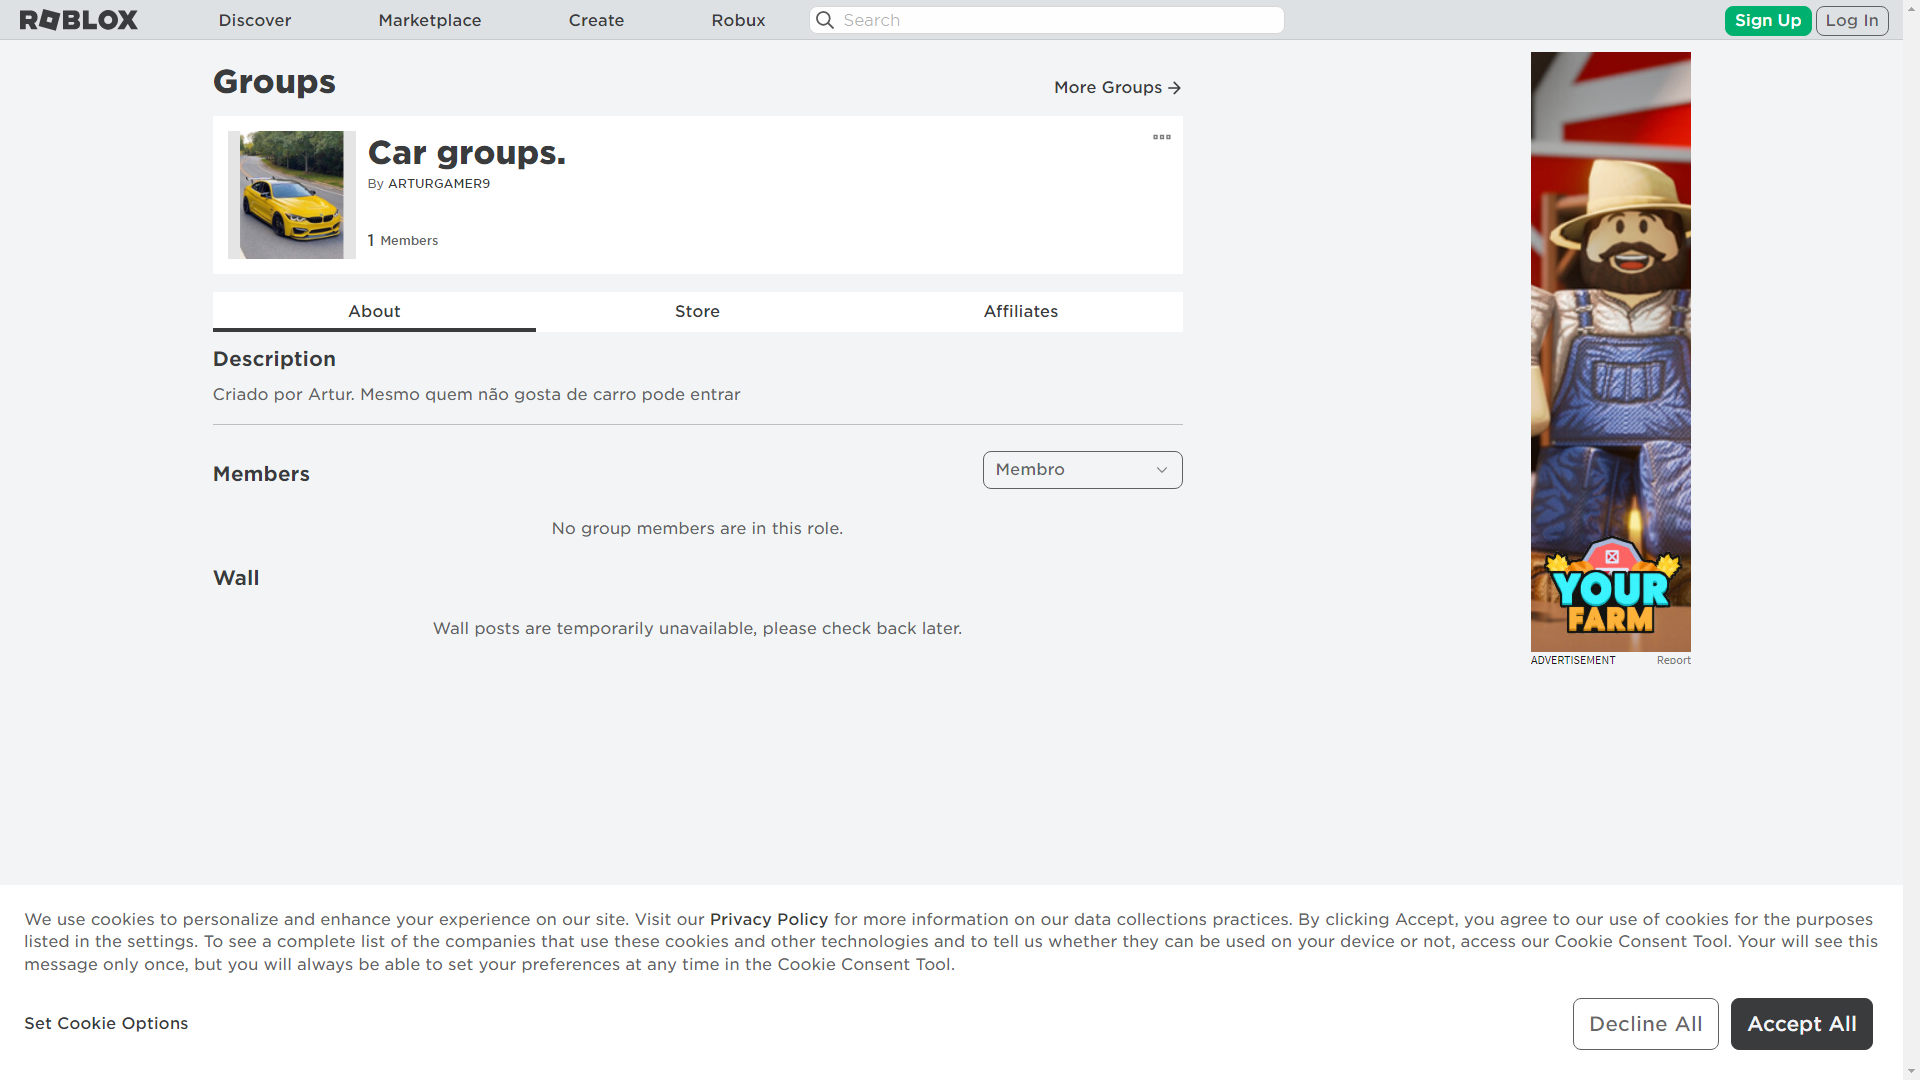 ROBLOX
Discover
Marketplace
Create
Robux
Search
Sign Up
Log In
Groups
More Groups
Car groups.
By ARTURGAMER9
1 Members
About
Store
Affiliates
Description
Criado por Artur. Mesmo quem não gosta de carro pode entrar
Members
Membro
No group members are in this role.
Wall
Wall posts are temporarily unavailable, please check back later.
YOUR
FARM
ADVERTISEMENT
Report
We use cookies to personalize and enhance your experience on our site. Visit our Privacy Policy for more information on our data collections practices. By clicking Accept, you agree to our use of cookies for the purposes
listed in the settings. To see a complete list of the companies that use these cookies and other technologies and to tell us whether they can be used on your device or not, access our Cookie Consent Tool. Your will see this
message only once, but you will always be able to set your preferences at any time in the Cookie Consent Tool.
Set Cookie Options
Decline All
Accept All